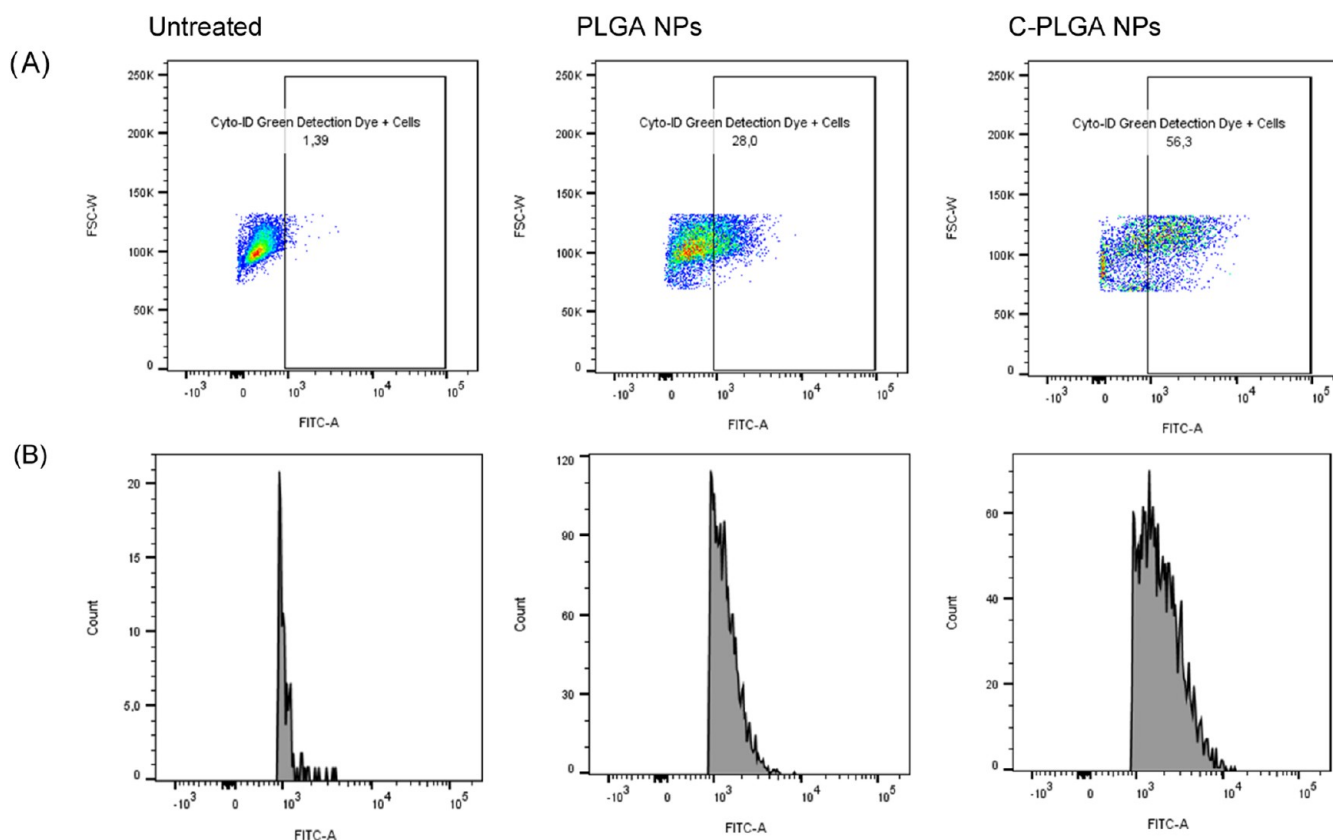 Untreated
PLGA NPs
C-PLGA NPs
(A)
250K
200K
150K
100K
50K
0
FSC-W
Cyto-ID Green Detection Dye + Cells
1,39
-10³ 0 10³ 10⁴ 10⁵
FITC-A
250K
200K
150K
100K
50K
0
FSC-W
Cyto-ID Green Detection Dye + Cells
28,0
-10³ 0 10³ 10⁴ 10⁵
FITC-A
250K
200K
150K
100K
50K
0
FSC-W
Cyto-ID Green Detection Dye + Cells
56,3
-10³ 0 10³ 10⁴ 10⁵
FITC-A
(B)
20
15
10
5,0
0
Count
-10³ 0 10³ 10⁴ 10⁵
FITC-A
120
90
60
30
0
Count
-10³ 0 10³ 10⁴ 10⁵
FITC-A
60
40
20
0
Count
-10³ 0 10³ 10⁴ 10⁵
FITC-A